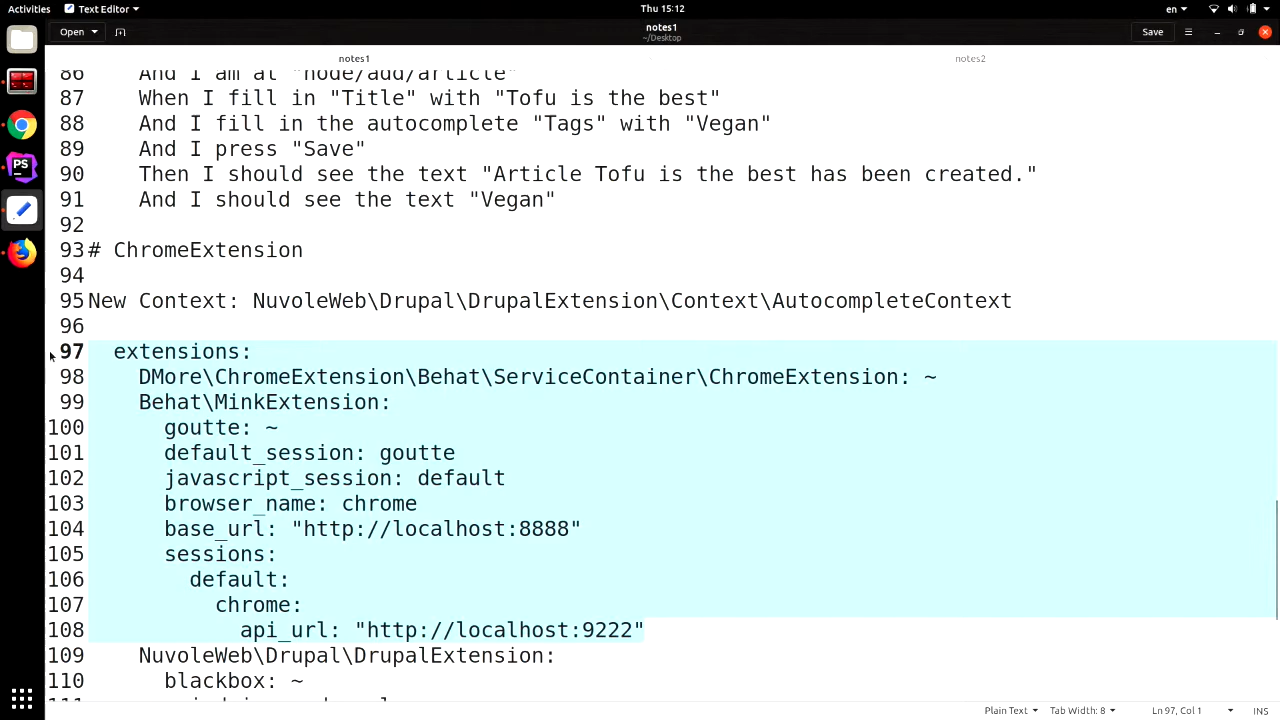 Activities Text Editor Thu 15:12 en
Open notes1 Save
~/Desktop
notes1 notes2
86 And I am at "node/add/article"
87 When I fill in "Title" with "Tofu is the best"
88 And I fill in the autocomplete "Tags" with "Vegan"
89 And I press "Save"
90 Then I should see the text "Article Tofu is the best has been created."
91 And I should see the text "Vegan"
92
93 # ChromeExtension
94
95 New Context: NuvoleWeb\Drupal\DrupalExtension\Context\AutocompleteContext
96
97 extensions:
98 DMore\ChromeExtension\Behat\ServiceContainer\ChromeExtension: ~
99 Behat\MinkExtension:
100 goutte: ~
101 default_session: goutte
102 javascript_session: default
103 browser_name: chrome
104 base_url: "http://localhost:8888"
105 sessions:
106 default:
107 chrome:
108 api_url: "http://localhost:9222"
109 NuvoleWeb\Drupal\DrupalExtension:
110 blackbox: ~
PS
Plain Text Tab Width: 8 Ln 97, Col 1 INS